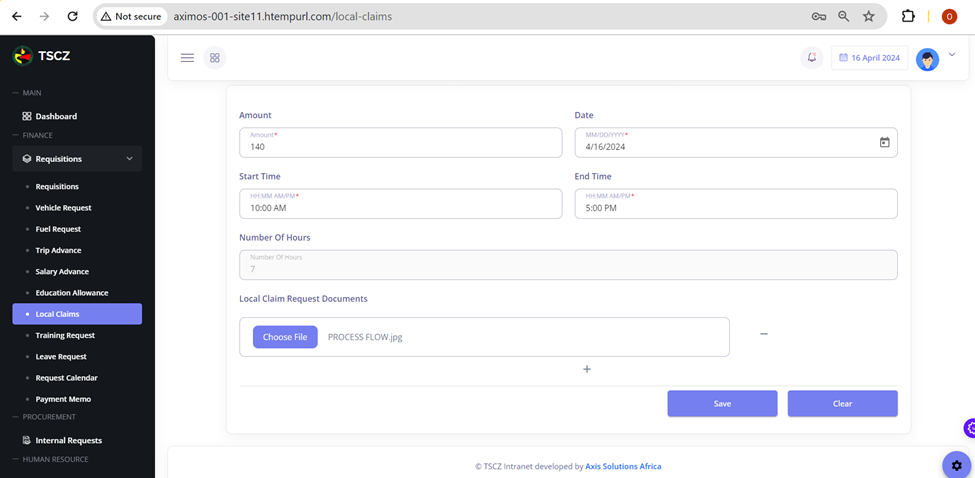 Not secure
aximos-001-site11.htempurl.com/local-claims
O
TSCZ
16 April 2024
MAIN
Dashboard
FINANCE
Requisitions
Requisitions
Vehicle Request
Fuel Request
Trip Advance
Salary Advance
Education Allowance
Local Claims
Training Request
Leave Request
Request Calendar
Payment Memo
PROCUREMENT
Internal Requests
HUMAN RESOURCE
Amount
Amount*
140
Date
MM/DD/YYYY*
4/16/2024
Start Time
HH:MM AM/PM*
10:00 AM
End Time
HH:MM AM/PM*
5:00 PM
Number Of Hours
Number Of Hours
7
Local Claim Request Documents
Choose File PROCESS FLOW.jpg
Save
Clear
© TSCZ Intranet developed by Axis Solutions Africa